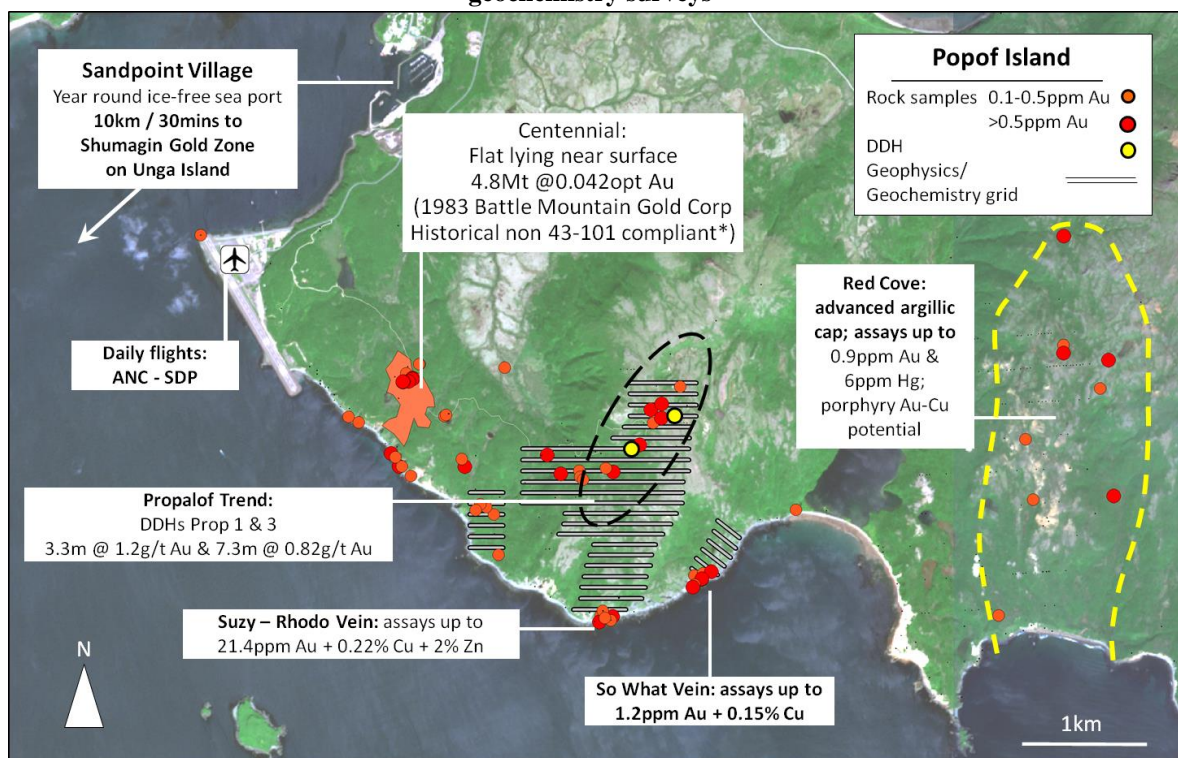 geochemistry surveys
Sandpoint Village
Year round ice-free sea port
10km / 30mins to
Shumagin Gold Zone
on Unga Island
Centennial:
Flat lying near surface
4.8Mt @0.042opt Au
(1983 Battle Mountain Gold Corp
Historical non 43-101 compliant*)
Popof Island
Rock samples 0.1-0.5ppm Au
>0.5ppm Au
DDH
Geophysics/
Geochemistry grid
Red Cove:
advanced argillic
cap; assays up to
0.9ppm Au &
6ppm Hg;
porphyry Au-Cu
potential
Daily flights:
ANC - SDP
Propalof Trend:
DDHs Prop 1 & 3
3.3m @ 1.2g/t Au & 7.3m @ 0.82g/t Au
Suzy – Rhodo Vein: assays up to
21.4ppm Au + 0.22% Cu + 2% Zn
So What Vein: assays up to
1.2ppm Au + 0.15% Cu
N
1km